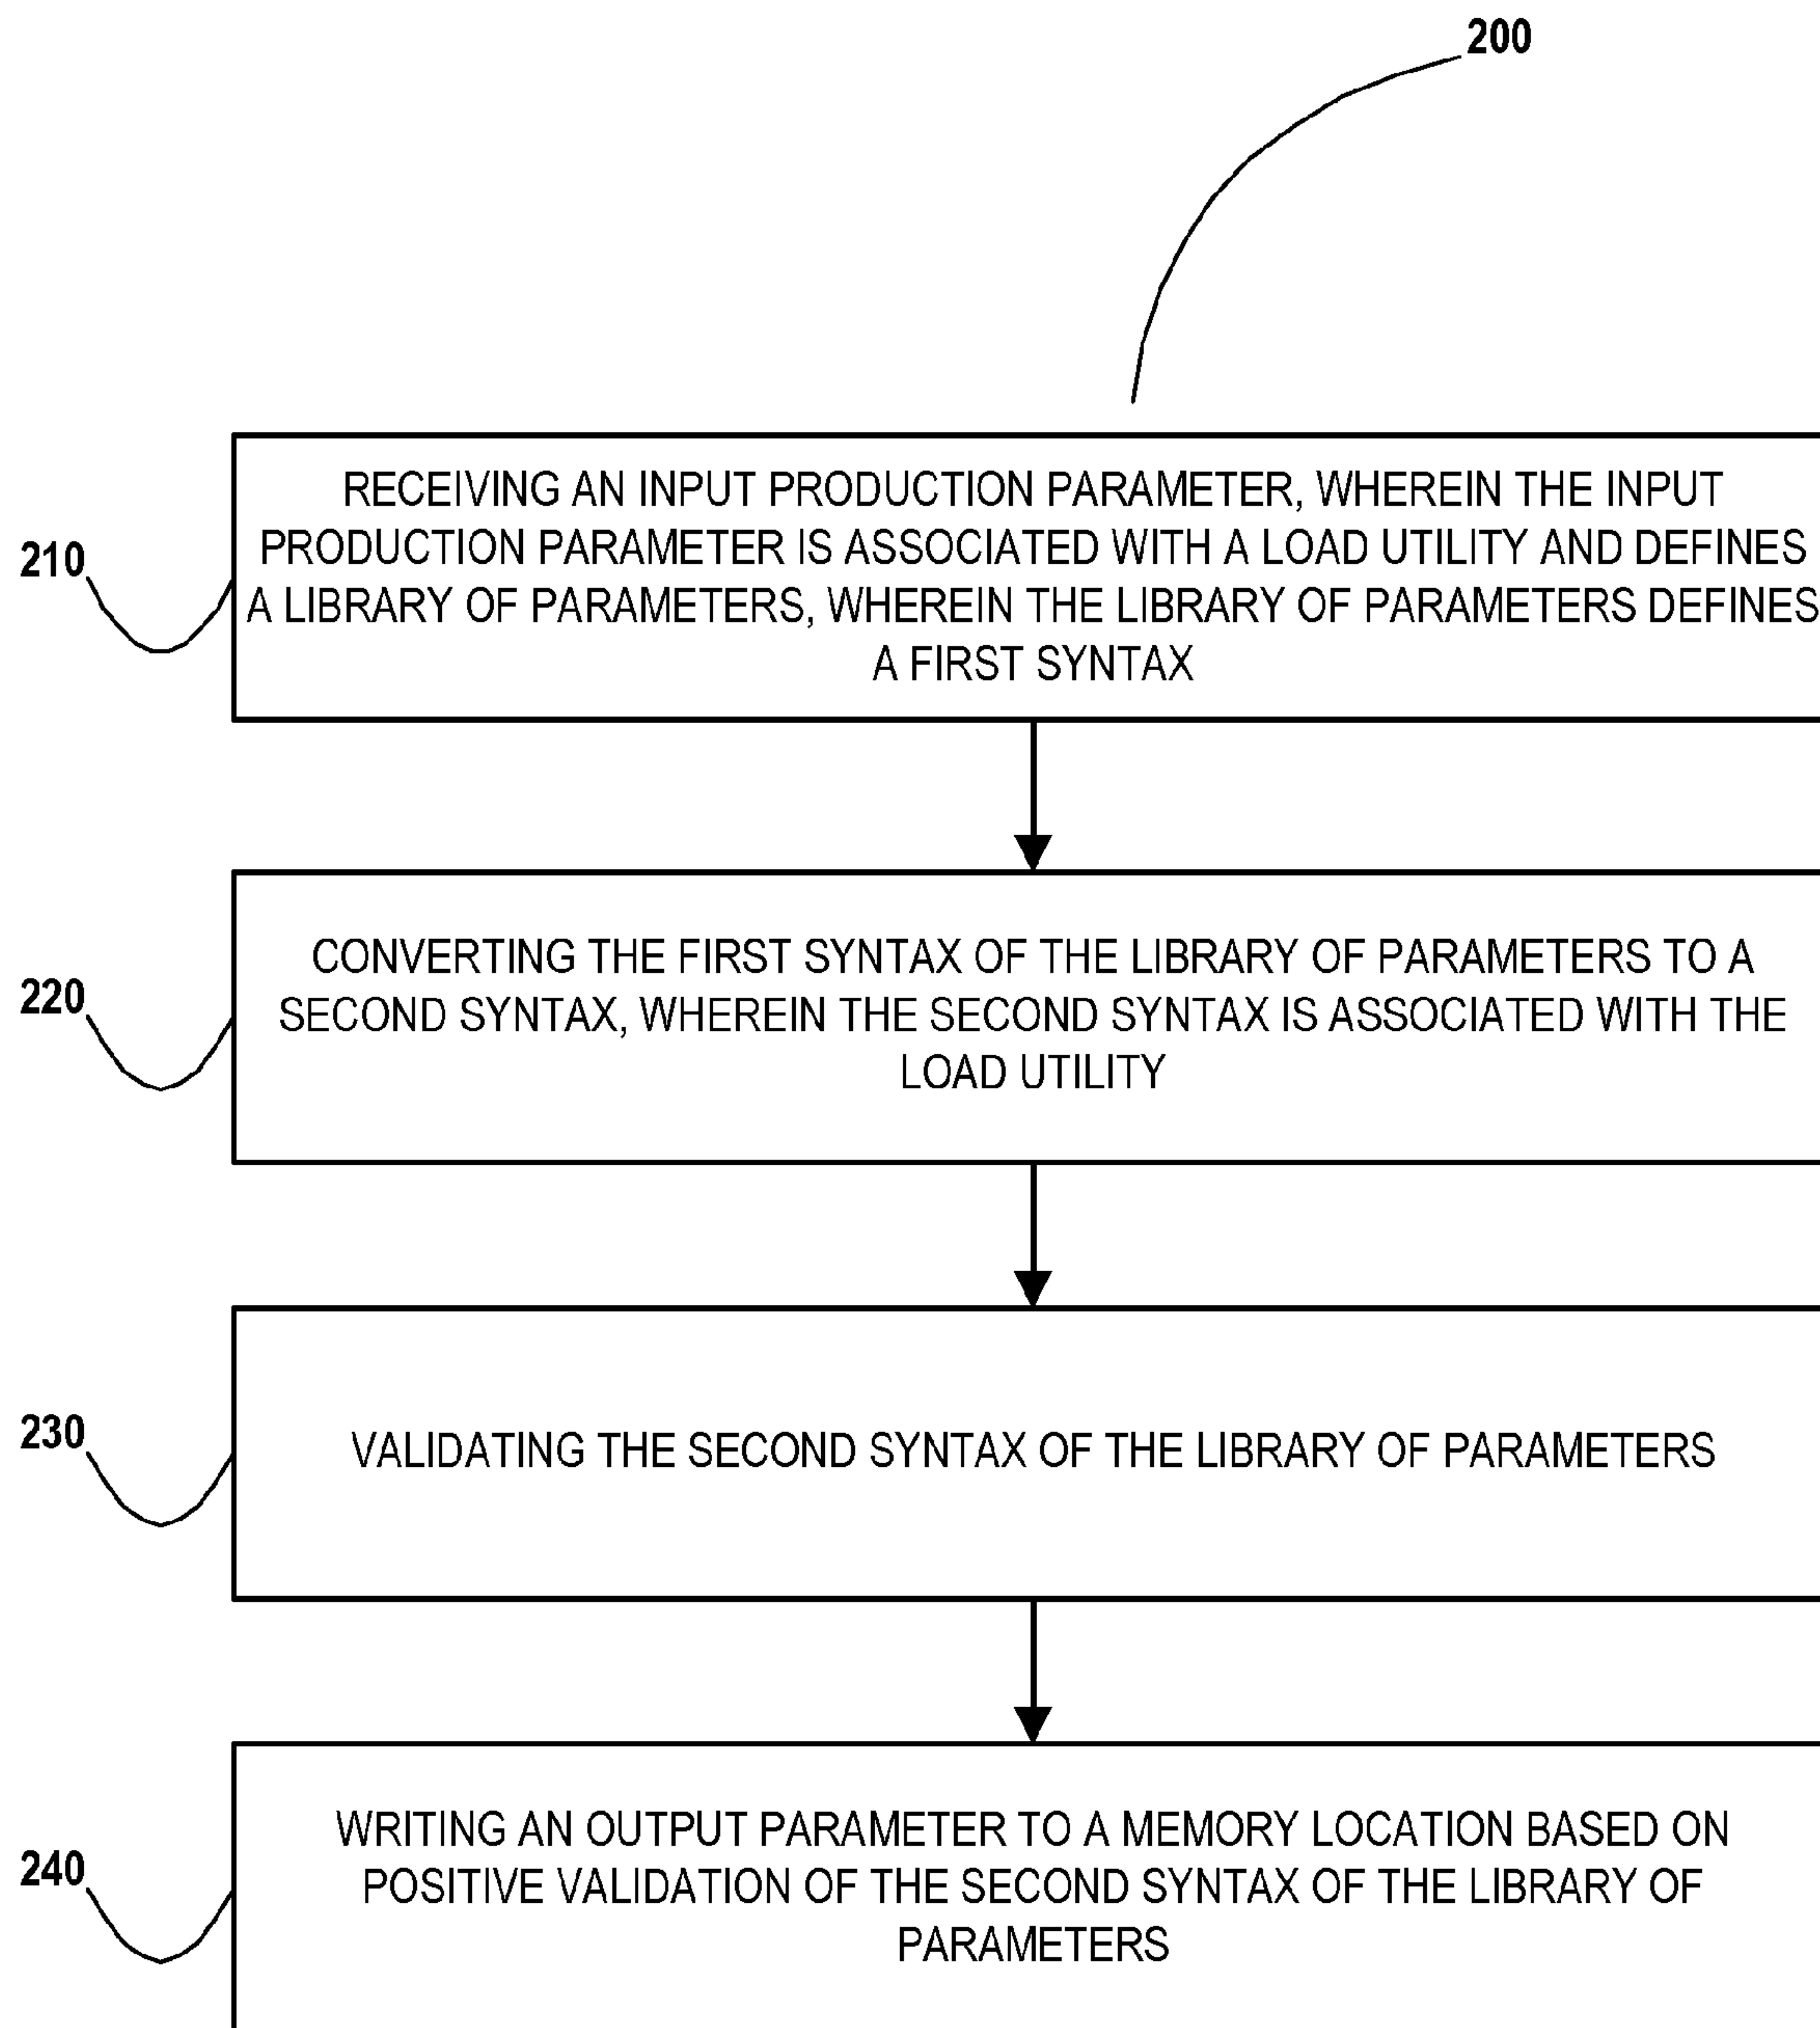 200
210
RECEIVING AN INPUT PRODUCTION PARAMETER, WHEREIN THE INPUT
PRODUCTION PARAMETER IS ASSOCIATED WITH A LOAD UTILITY AND DEFINES
A LIBRARY OF PARAMETERS, WHEREIN THE LIBRARY OF PARAMETERS DEFINES
A FIRST SYNTAX
220
CONVERTING THE FIRST SYNTAX OF THE LIBRARY OF PARAMETERS TO A
SECOND SYNTAX, WHEREIN THE SECOND SYNTAX IS ASSOCIATED WITH THE
LOAD UTILITY
230
VALIDATING THE SECOND SYNTAX OF THE LIBRARY OF PARAMETERS
240
WRITING AN OUTPUT PARAMETER TO A MEMORY LOCATION BASED ON
POSITIVE VALIDATION OF THE SECOND SYNTAX OF THE LIBRARY OF
PARAMETERS